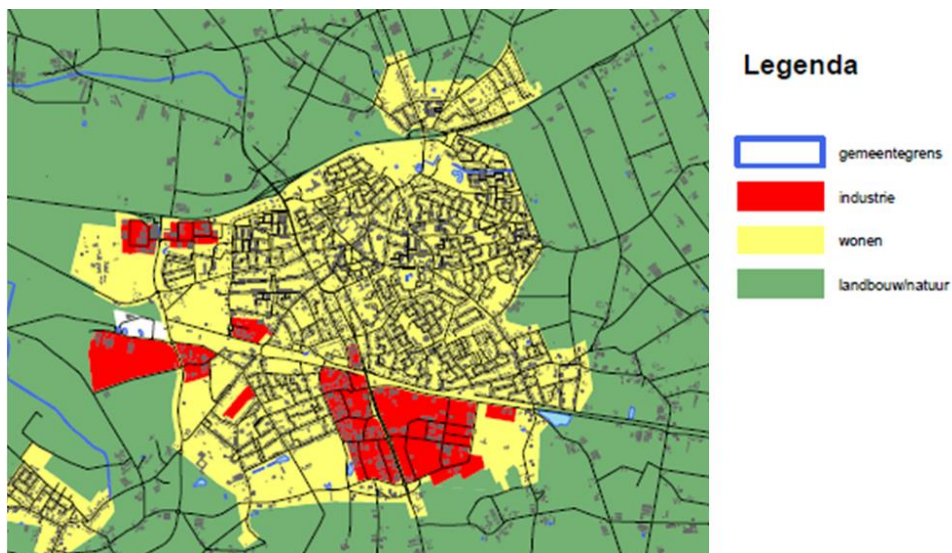 Legenda
gemeentegrens
industrie
wonen
landbouw/natuur